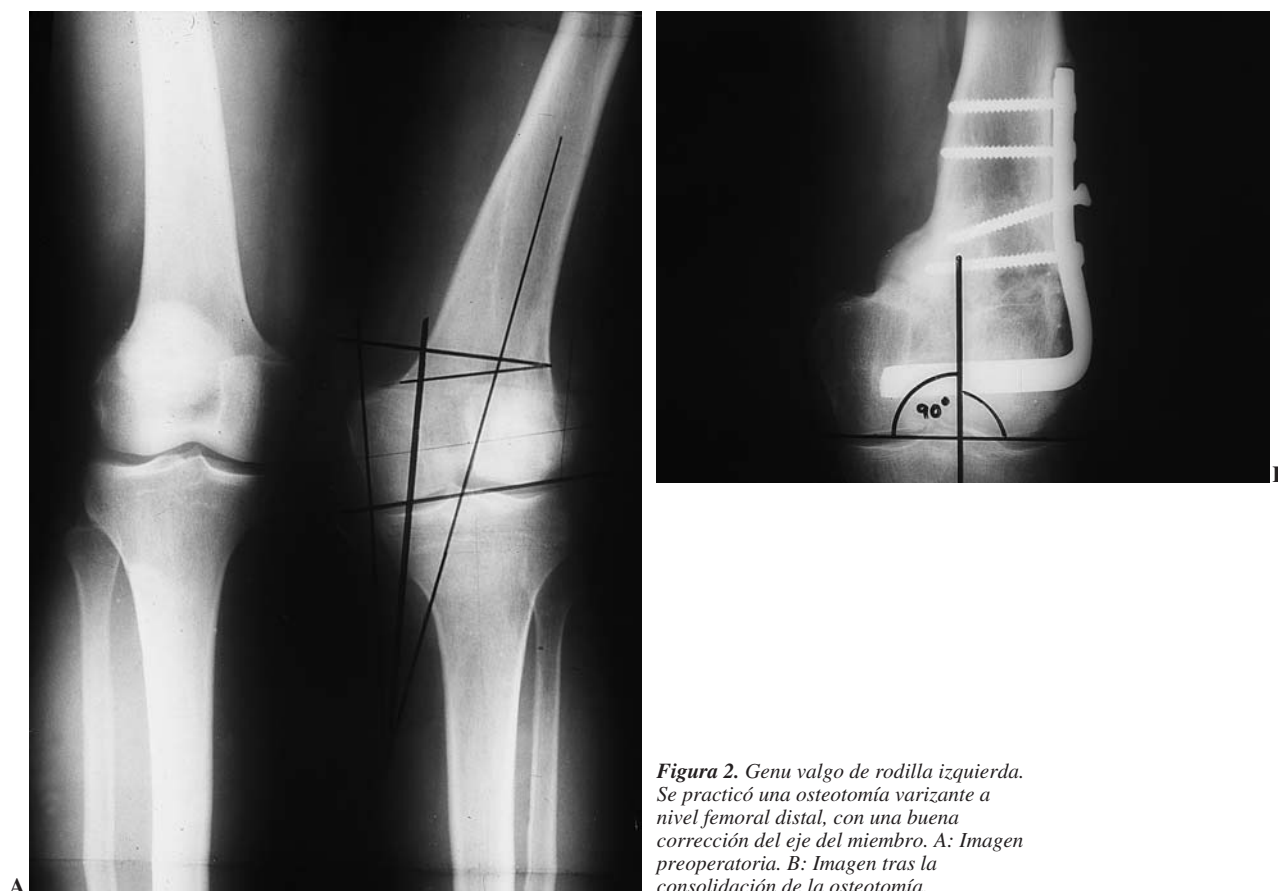 90°
A
Figura 2. Genu valgo de rodilla izquierda.
Se practicó una osteotomía varizante a
nivel femoral distal, con una buena
corrección del eje del miembro. A: Imagen
preoperatoria. B: Imagen tras la
consolidación de la osteotomía